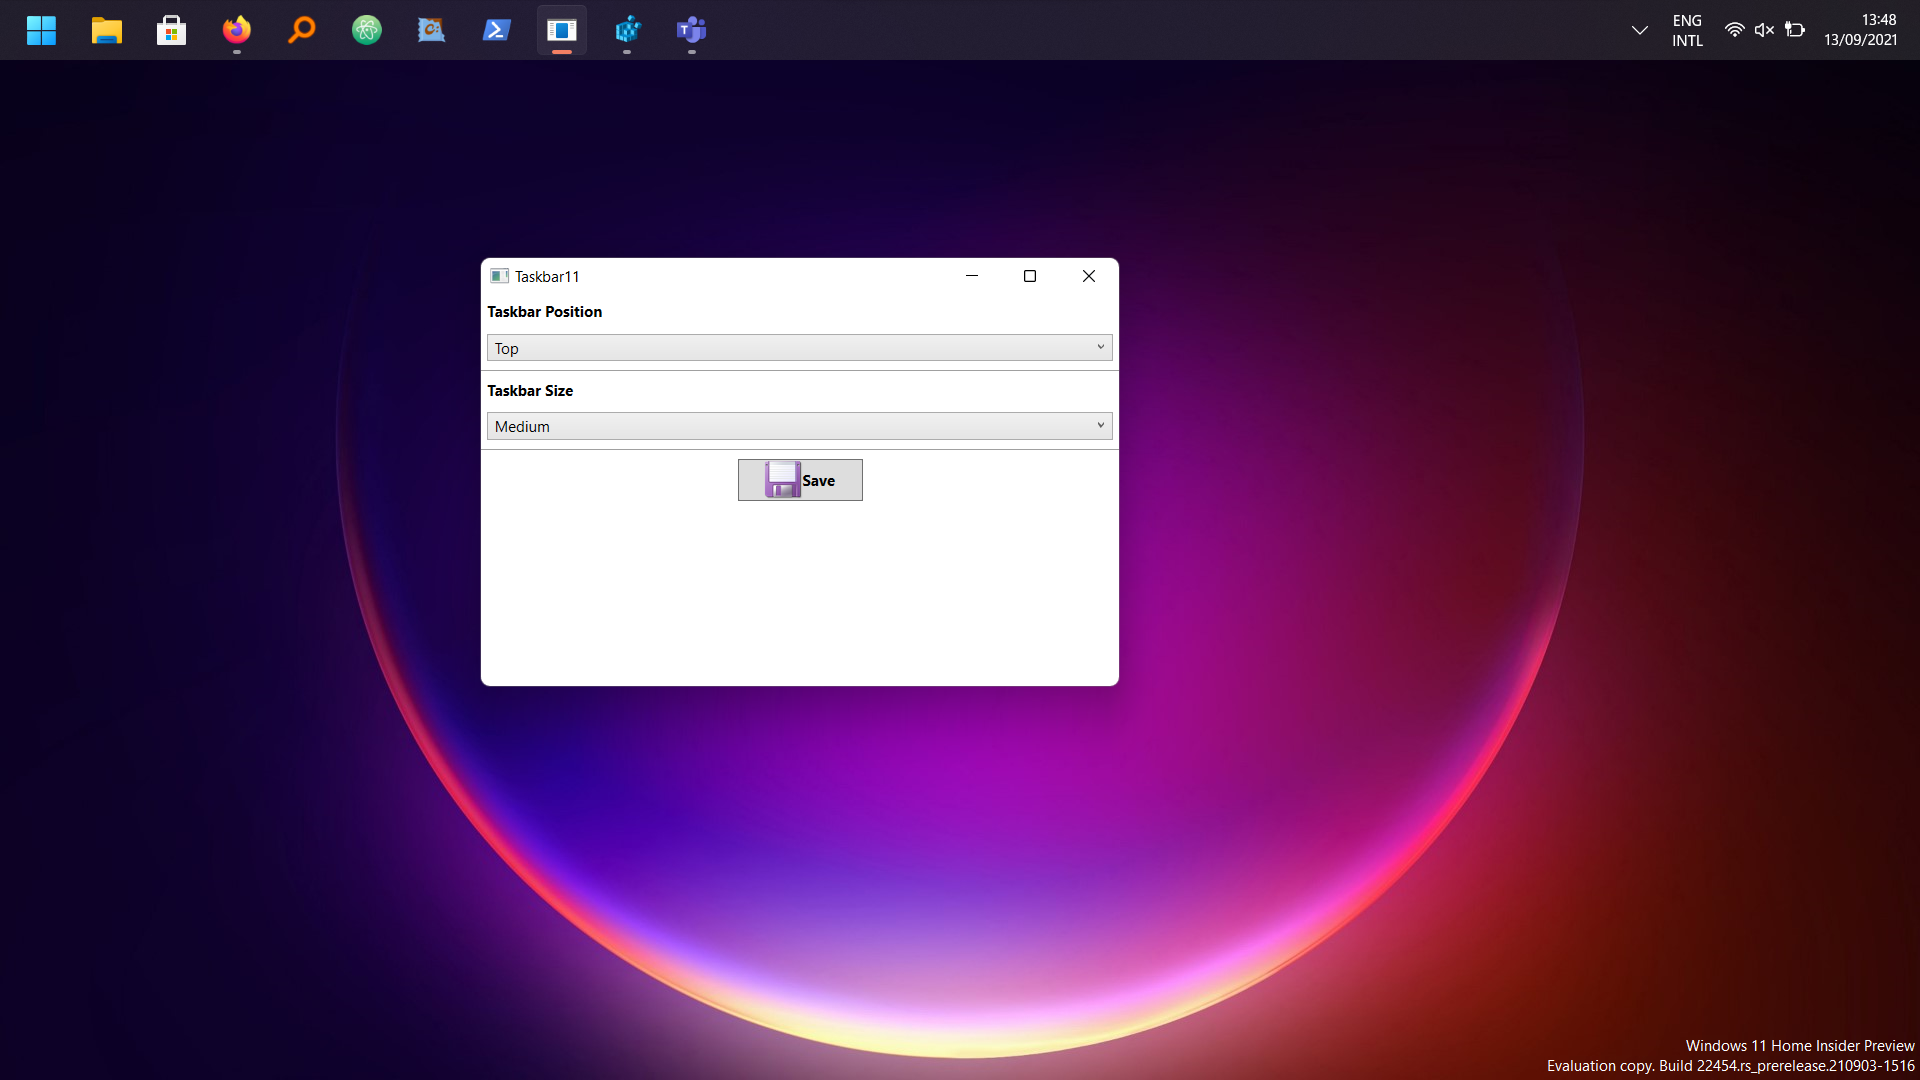 ENG
INTL
13:48
13/09/2021
Taskbar11
Taskbar Position
Top
Taskbar Size
Medium
Save
Windows 11 Home Insider Preview
Evaluation copy. Build 22454.rs_prerelease.210903-1516